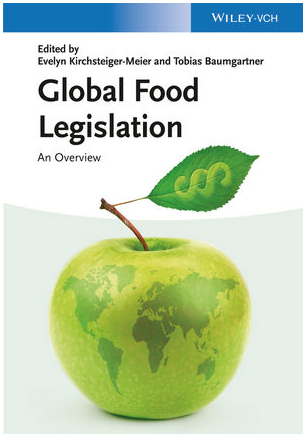 WILEY-VCH
Edited by
Evelyn Kirchsteiger-Meier and Tobias Baumgartner
Global Food
Legislation
An Overview
§§